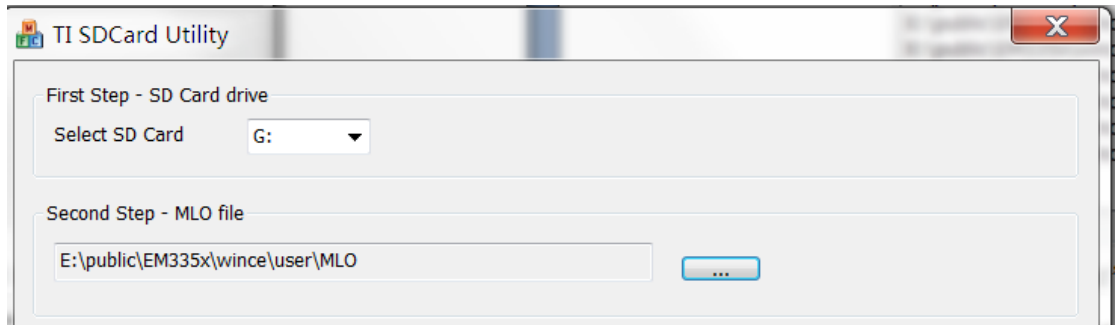 TI SDCard Utility
First Step - SD Card drive
Select SD Card G:
Second Step - MLO file
E:\public\EM335x\wince\user\MLO ...